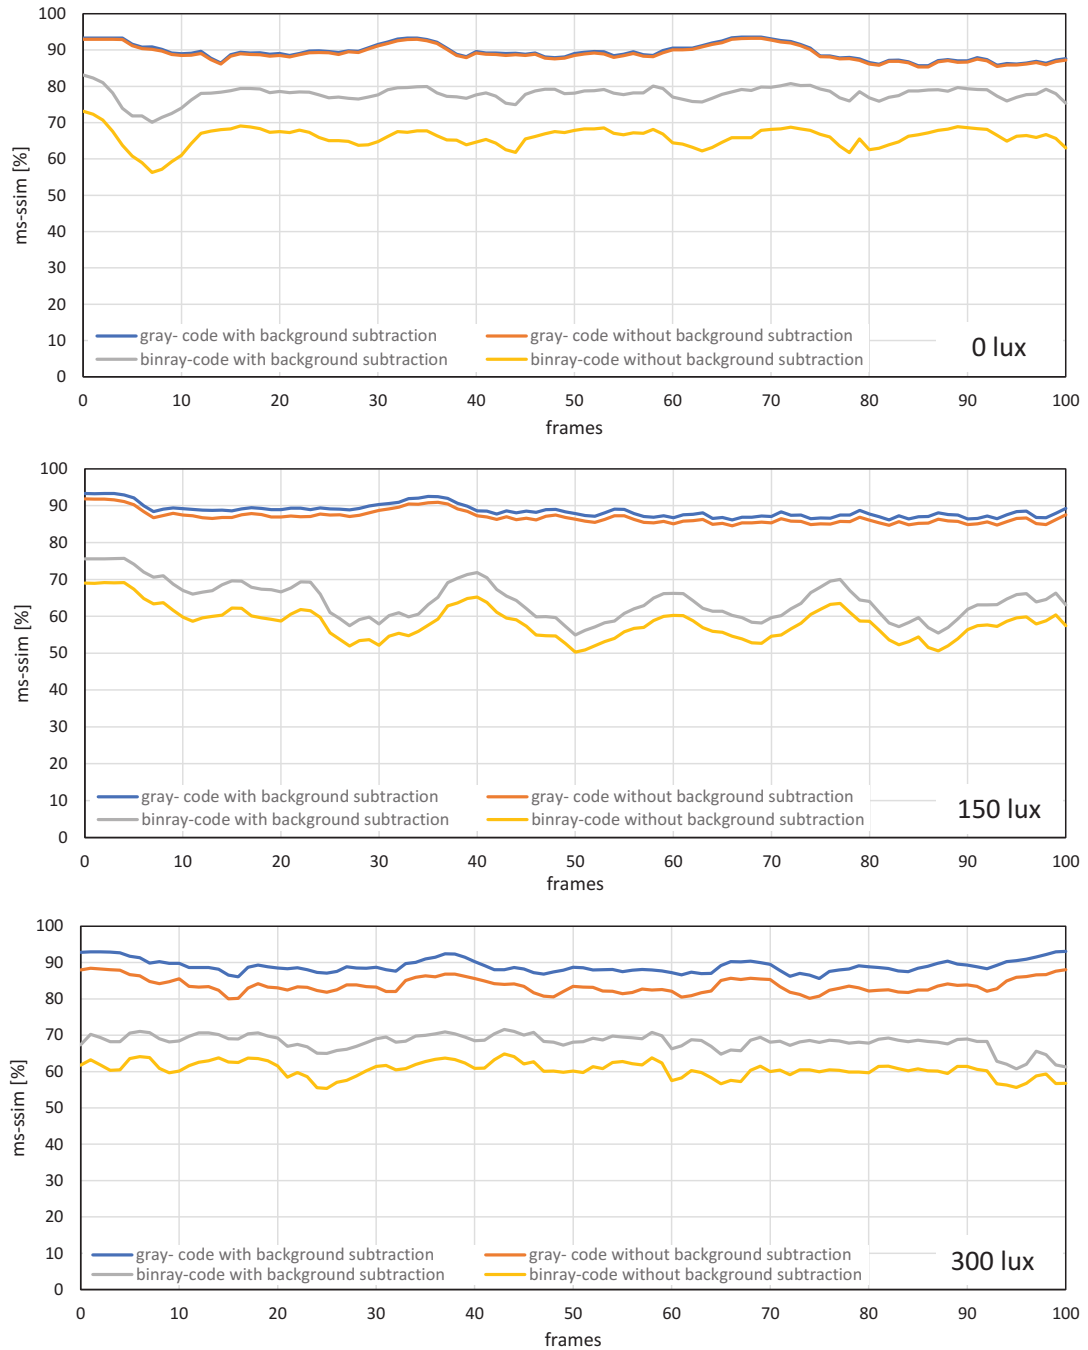 100
90
80
70
60
50
40
30
20
10
0
ms-ssim [%]
gray- code with background subtraction
gray- code without background subtraction
binray-code with background subtraction
binray-code without background subtraction
0 lux
0 10 20 30 40 50 60 70 80 90 100
frames
100
90
80
70
60
50
40
30
20
10
0
ms-ssim [%]
gray- code with background subtraction
gray- code without background subtraction
binray-code with background subtraction
binray-code without background subtraction
150 lux
0 10 20 30 40 50 60 70 80 90 100
frames
100
90
80
70
60
50
40
30
20
10
0
ms-ssim [%]
gray- code with background subtraction
gray- code without background subtraction
binray-code with background subtraction
binray-code without background subtraction
300 lux
0 10 20 30 40 50 60 70 80 90 100
frames